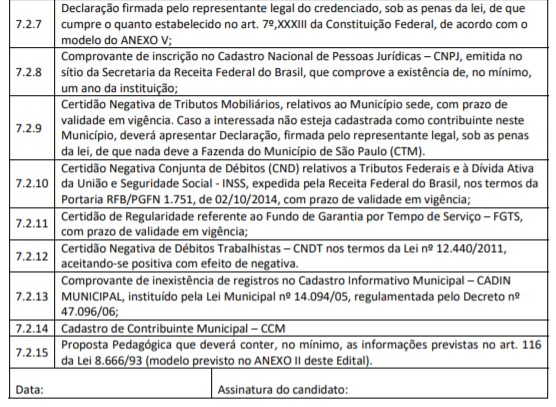 Declaração firmada pelo representante legal do credenciado, sob as penas da lei, de que
7.2.7 cumpre o quanto estabelecido no art. 7º,XXXIII da Constituição Federal, de acordo com o
modelo do ANEXO V;
Comprovante de inscrição no Cadastro Nacional de Pessoas Jurídicas – CNPJ, emitida no
7.2.8 sítio da Secretaria da Receita Federal do Brasil, que comprove a existência de, no mínimo,
um ano da instituição;
Certidão Negativa de Tributos Mobiliários, relativos ao Município sede, com prazo de
validade em vigência. Caso a interessada não esteja cadastrada como contribuinte neste
7.2.9 Município, deverá apresentar Declaração, firmada pelo representante legal, sob as penas
da lei, de que nada deve a Fazenda do Município de São Paulo (CTM).
Certidão Negativa Conjunta de Débitos (CND) relativos a Tributos Federais e à Dívida Ativa
7.2.10 da União e Seguridade Social - INSS, expedida pela Receita Federal do Brasil, nos termos da
Portaria RFB/PGFN 1.751, de 02/10/2014, com prazo de validade em vigência;
7.2.11 Certidão de Regularidade referente ao Fundo de Garantia por Tempo de Serviço – FGTS,
com prazo de validade em vigência;
7.2.12 Certidão Negativa de Débitos Trabalhistas – CNDT nos termos da Lei nº 12.440/2011,
aceitando-se positiva com efeito de negativa.
Comprovante de inexistência de registros no Cadastro Informativo Municipal – CADIN
7.2.13 MUNICIPAL, instituído pela Lei Municipal nº 14.094/05, regulamentada pelo Decreto nº
47.096/06;
7.2.14 Cadastro de Contribuinte Municipal – CCM
7.2.15 Proposta Pedagógica que deverá conter, no mínimo, as informações previstas no art. 116
da Lei 8.666/93 (modelo previsto no ANEXO II deste Edital).
Data: Assinatura do candidato: